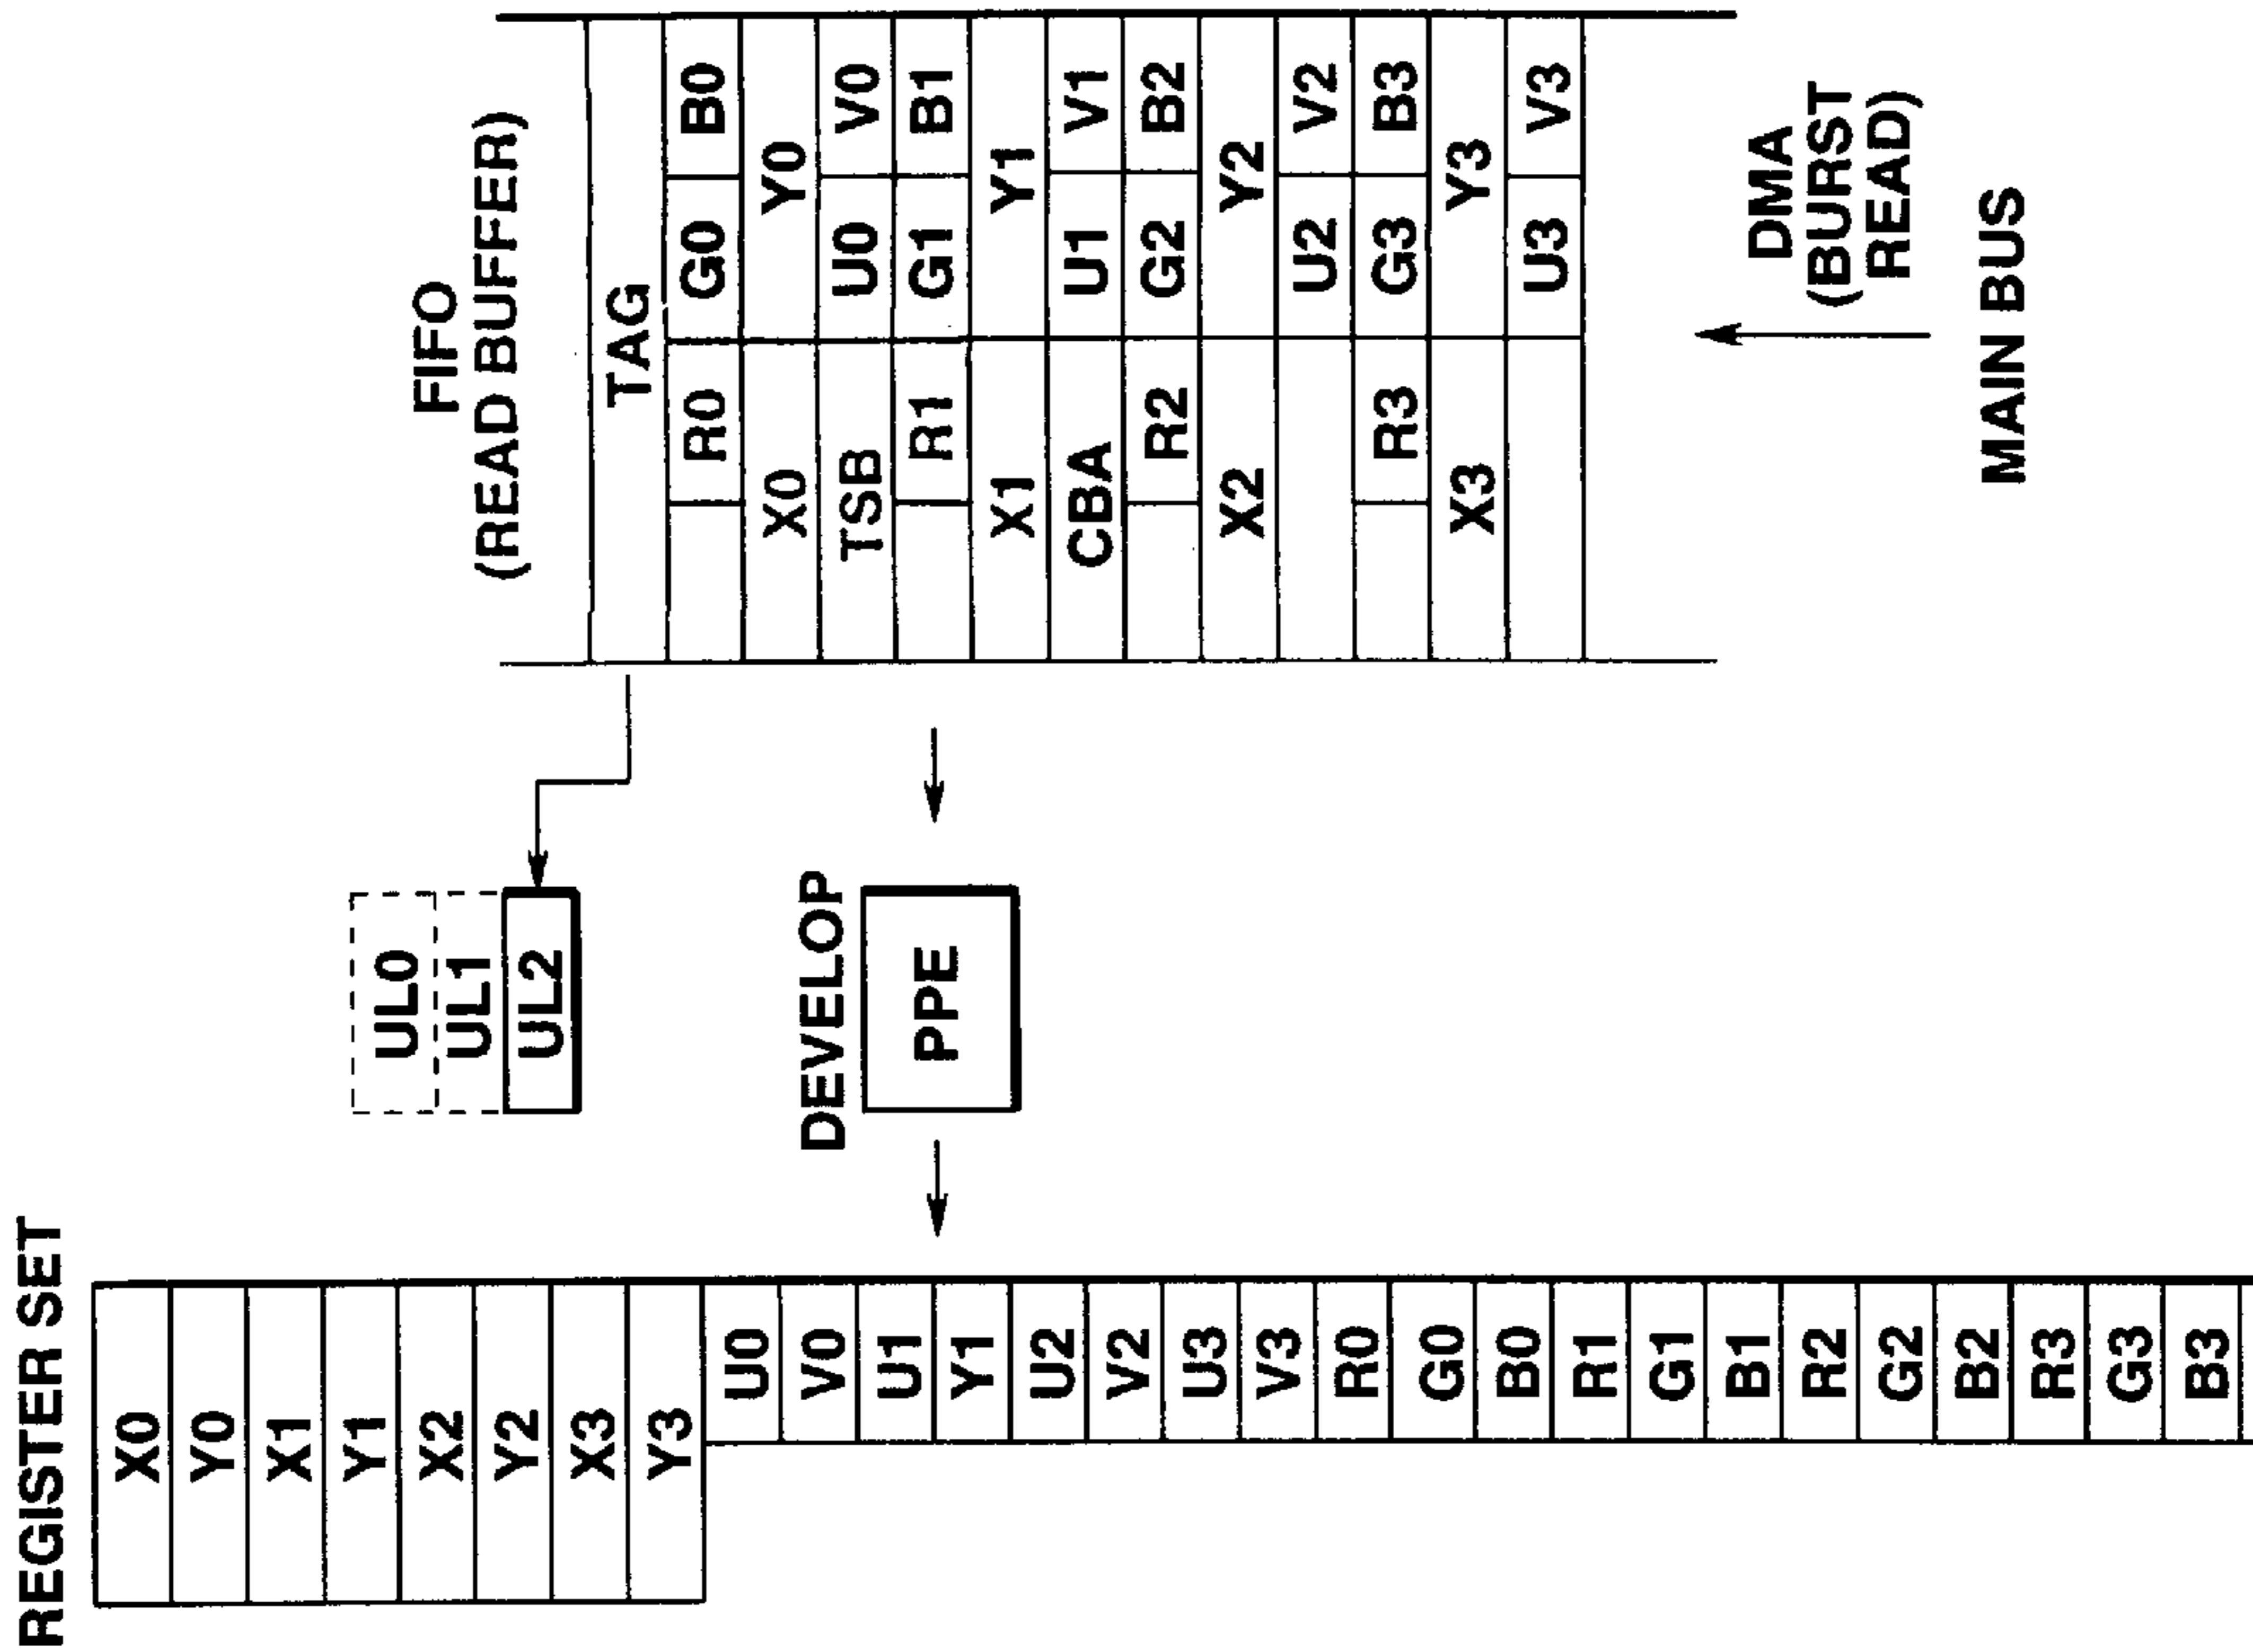 REGISTER SET
X0
Y0
X1
Y1
X2
Y2
X3
Y3
U0
V0
U1
Y1
U2
V2
U3
V3
R0
G0
B0
R1
G1
B1
R2
G2
B2
R3
G3
B3
UL0
UL1
UL2
DEVELOP
PPE
FIFO
(READ BUFFER)
TAG
R0 G0 B0
X0 Y0
TSB U0 V0
R1 G1 B1
X1 Y1
CBA U1 V1
R2 G2 B2
X2 Y2
U2 V2
R3 G3 B3
X3 Y3
U3 V3
DMA
(BURST
READ)
MAIN BUS